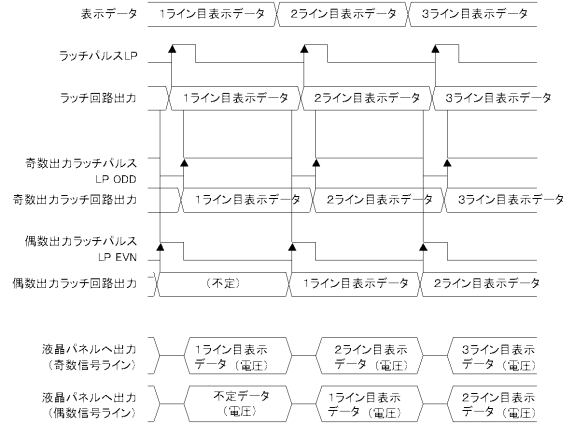 表示データ 1ライン目表示データ 2ライン目表示データ 3ライン目表示データ
ラッチパルスLP
ラッチ回路出力 1ライン目表示データ 2ライン目表示データ 3ライン目表示データ
奇数出力ラッチパルス
LP ODD
奇数出力ラッチ回路出力 1ライン目表示データ 2ライン目表示データ 3ライン目表示データ
偶数出力ラッチパルス
LP EVN
偶数出力ラッチ回路出力 （不定） 1ライン目表示データ 2ライン目表示データ
液晶パネルへ出力 1ライン目表示 2ライン目表示 3ライン目表示
（奇数信号ライン） データ（電圧） データ（電圧） データ（電圧）
液晶パネルへ出力 不定データ 1ライン目表示 2ライン目表示
（偶数信号ライン） （電圧） データ（電圧） データ（電圧）